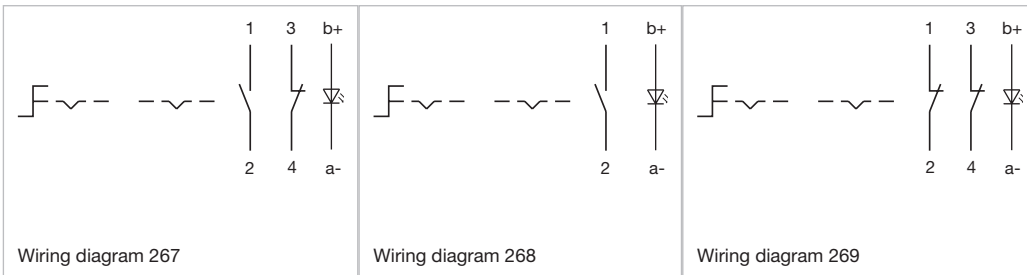 1 3 b+
2 4 a-
Wiring diagram 267
1 b+
2 a-
Wiring diagram 268
1 3 b+
2 4 a-
Wiring diagram 269